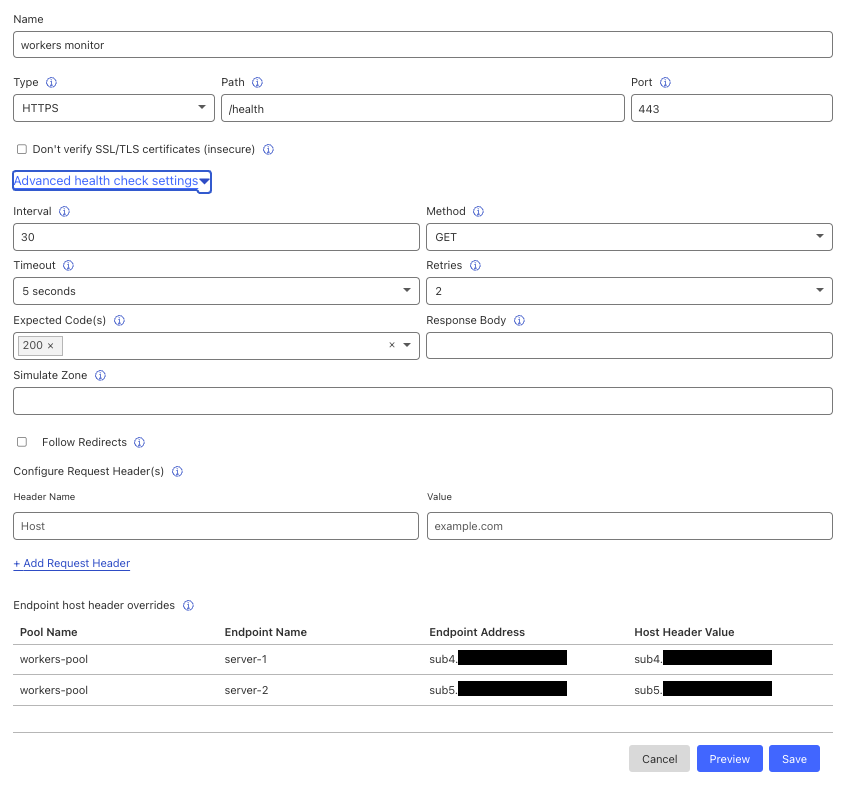 Name
workers monitor
Type Path Port
HTTPS /health 443
Don't verify SSL/TLS certificates (insecure)
Advanced health check settings
Interval Method
30 GET
Timeout Retries
5 seconds 2
Expected Code(s) Response Body
200 ×
Simulate Zone
Follow Redirects
Configure Request Header(s)
Header Name Value
Host example.com
+ Add Request Header
Endpoint host header overrides
Pool Name Endpoint Name Endpoint Address Host Header Value
workers-pool server-1 sub4. sub4.
workers-pool server-2 sub5. sub5.
Cancel Preview Save